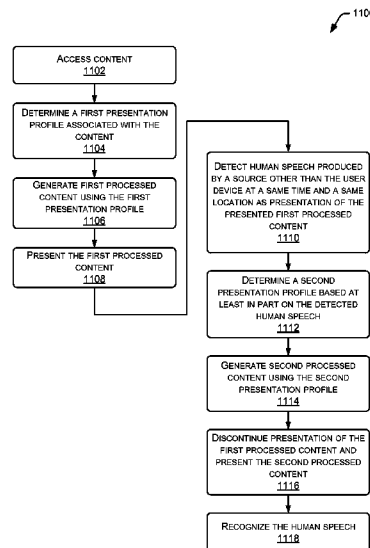 110
ACCESS CONTENT
1102
DETERMINE A FIRST PRESENTATION
PROFILE ASSOCIATED WITH THE
CONTENT
1104
GENERATE FIRST PROCESSED
CONTENT USING THE FIRST
PRESENTATION PROFILE
1106
PRESENT THE FIRST PROCESSED
CONTENT
1108
DETECT HUMAN SPEECH PRODUCED
BY A SOURCE OTHER THAN THE USER
DEVICE AT A SAME TIME AND A SAME
LOCATION AS PRESENTATION OF THE
PRESENTED FIRST PROCESSED
CONTENT
1110
DETERMINE A SECOND
PRESENTATION PROFILE BASED AT
LEAST IN PART ON THE DETECTED
HUMAN SPEECH
1112
GENERATE SECOND PROCESSED
CONTENT USING THE SECOND
PRESENTATION PROFILE
1114
DISCONTINUE PRESENTATION OF THE
FIRST PROCESSED CONTENT AND
PRESENT THE SECOND PROCESSED
CONTENT
1116
RECOGNIZE THE HUMAN SPEECH
1118